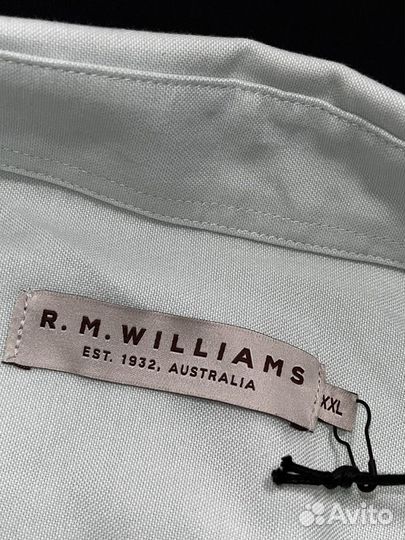 R. M. WILLIAMS
EST. 1932, AUSTRALIA
XXL
Avito